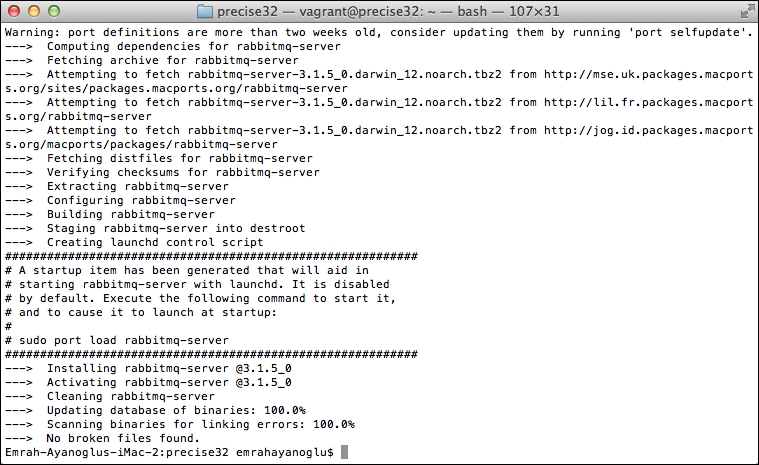 precise32 — vagrant@precise32: ~ — bash — 107×31
Warning: port definitions are more than two weeks old, consider updating them by running 'port selfupdate'.
--->  Computing dependencies for rabbitmq-server
--->  Fetching archive for rabbitmq-server
--->  Attempting to fetch rabbitmq-server-3.1.5_0.darwin_12.noarch.tbz2 from http://mse.uk.packages.macport
s.org/sites/packages.macports.org/rabbitmq-server
--->  Attempting to fetch rabbitmq-server-3.1.5_0.darwin_12.noarch.tbz2 from http://lil.fr.packages.macport
s.org/rabbitmq-server
--->  Attempting to fetch rabbitmq-server-3.1.5_0.darwin_12.noarch.tbz2 from http://jog.id.packages.macport
s.org/macports/packages/rabbitmq-server
--->  Fetching distfiles for rabbitmq-server
--->  Verifying checksums for rabbitmq-server
--->  Extracting rabbitmq-server
--->  Configuring rabbitmq-server
--->  Building rabbitmq-server
--->  Staging rabbitmq-server into destroot
--->  Creating launchd control script
###########################################################
# A startup item has been generated that will aid in
# starting rabbitmq-server with launchd. It is disabled
# by default. Execute the following command to start it,
# and to cause it to launch at startup:
#
# sudo port load rabbitmq-server
###########################################################
--->  Installing rabbitmq-server @3.1.5_0
--->  Activating rabbitmq-server @3.1.5_0
--->  Cleaning rabbitmq-server
--->  Updating database of binaries: 100.0%
--->  Scanning binaries for linking errors: 100.0%
--->  No broken files found.
Emrah-Ayanoglus-iMac-2:precise32 emrahayanoglu$